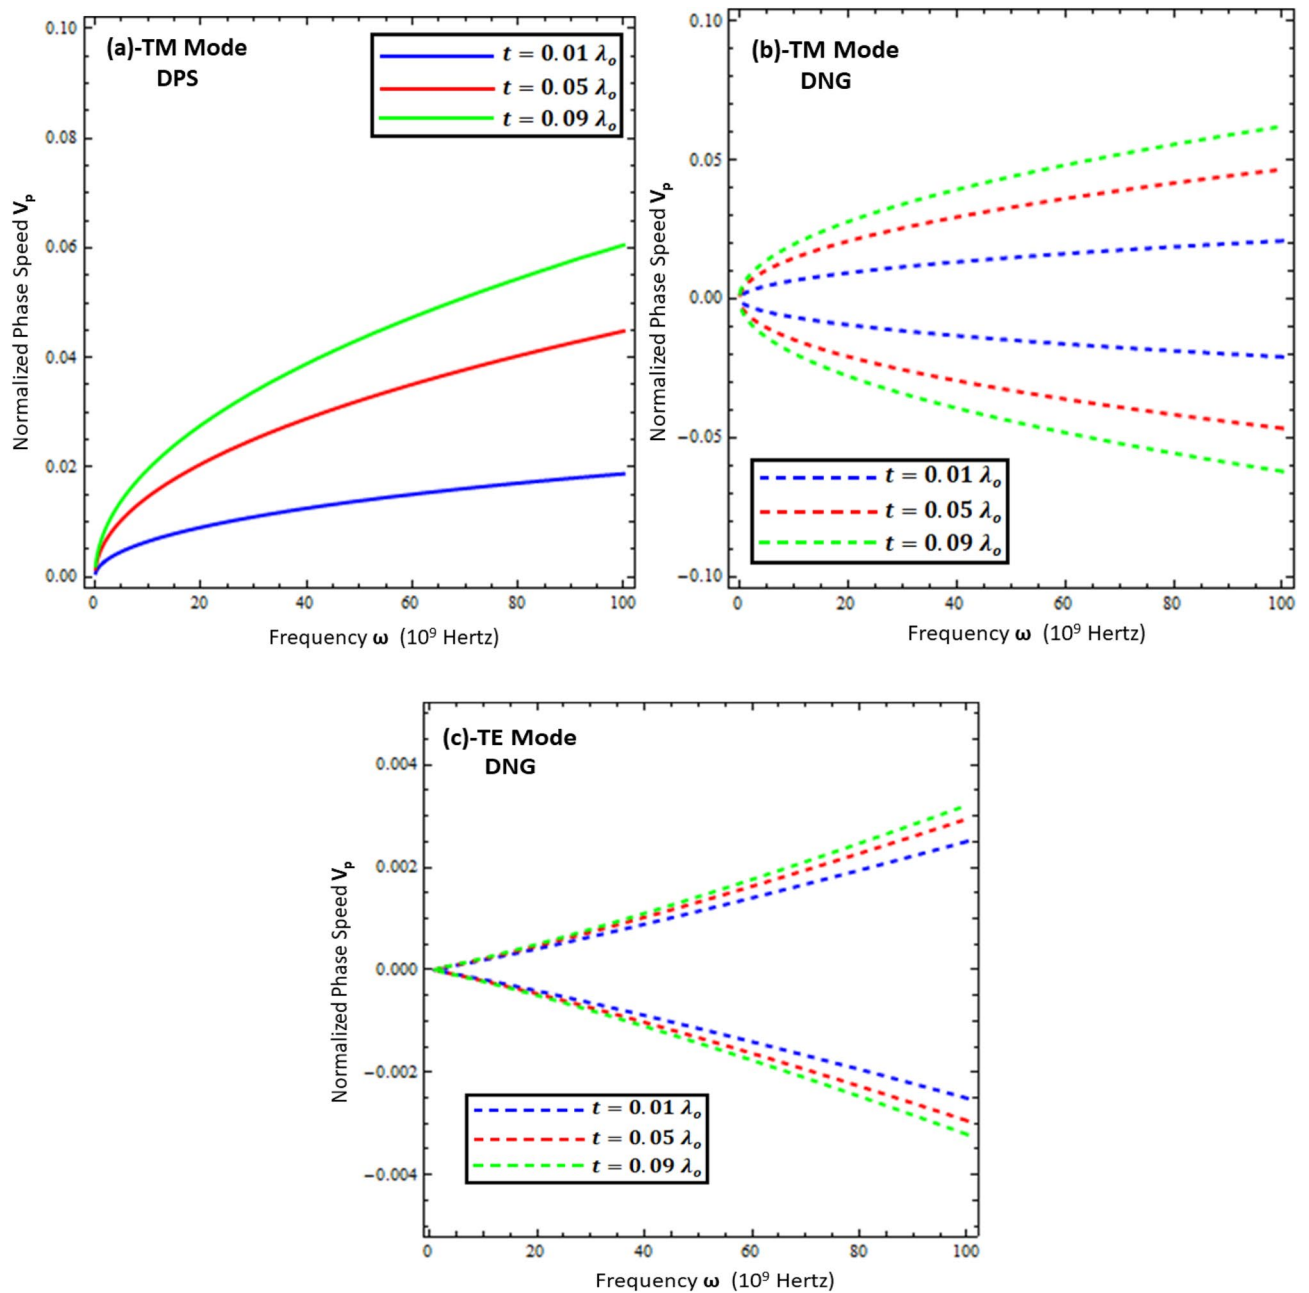 (a)-TM Mode
DPS
t = 0.01 λₒ
t = 0.05 λₒ
t = 0.09 λₒ
0.10
0.08
0.06
0.04
0.02
0.00
Normalized Phase Speed Vₚ
0 20 40 60 80 100
Frequency ω (10⁹ Hertz)
(b)-TM Mode
DNG
0.10
0.05
0.00
−0.05
−0.10
Normalized Phase Speed Vₚ
t = 0.01 λₒ
t = 0.05 λₒ
t = 0.09 λₒ
0 20 40 60 80 100
Frequency ω (10⁹ Hertz)
(c)-TE Mode
DNG
0.004
0.002
0.000
−0.002
−0.004
Normalized Phase Speed Vₚ
t = 0.01 λₒ
t = 0.05 λₒ
t = 0.09 λₒ
0 20 40 60 80 100
Frequency ω (10⁹ Hertz)